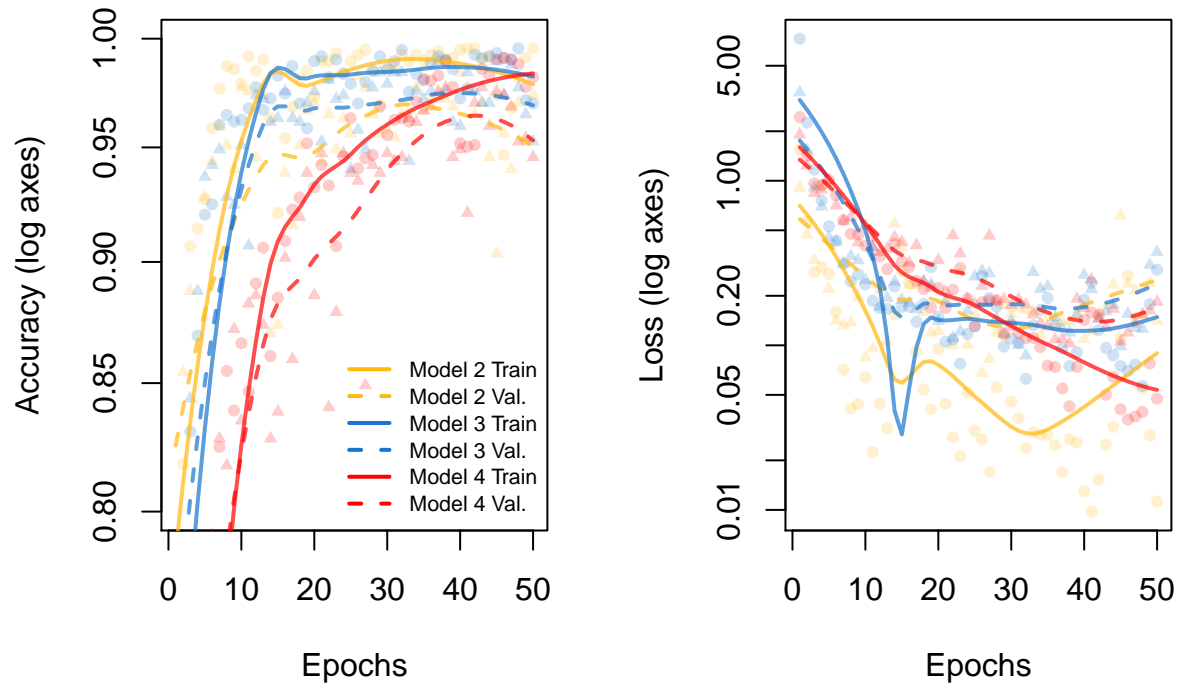 Accuracy (log axes)
1.00
0.95
0.90
0.85
0.80
0 10 20 30 40 50
Epochs
Model 2 Train
Model 2 Val.
Model 3 Train
Model 3 Val.
Model 4 Train
Model 4 Val.
Loss (log axes)
5.00
1.00
0.20
0.05
0.01
0 10 20 30 40 50
Epochs